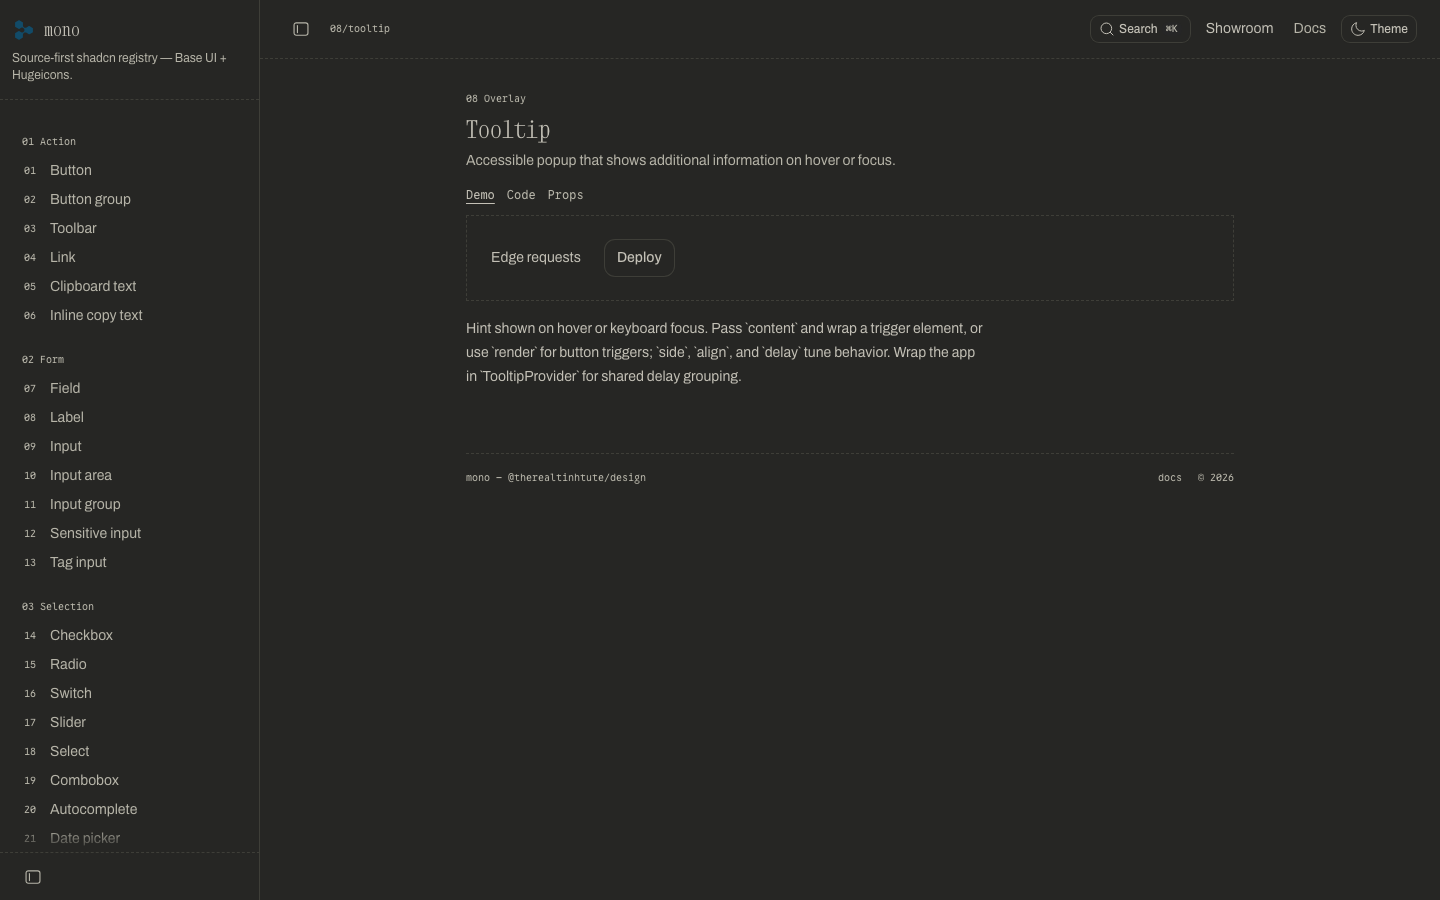 mono
Source-first shadcn registry — Base UI +
Hugeicons.
01 Action
01 Button
02 Button group
03 Toolbar
04 Link
05 Clipboard text
06 Inline copy text
02 Form
07 Field
08 Label
09 Input
10 Input area
11 Input group
12 Sensitive input
13 Tag input
03 Selection
14 Checkbox
15 Radio
16 Switch
17 Slider
18 Select
19 Combobox
20 Autocomplete
21 Date picker
08/tooltip
Search ⌘K
Showroom
Docs
Theme
08 Overlay
Tooltip
Accessible popup that shows additional information on hover or focus.
Demo Code Props
Edge requests Deploy
Hint shown on hover or keyboard focus. Pass `content` and wrap a trigger element, or
use `render` for button triggers; `side`, `align`, and `delay` tune behavior. Wrap the app
in `TooltipProvider` for shared delay grouping.
mono — @therealtinhtute/design
docs © 2026